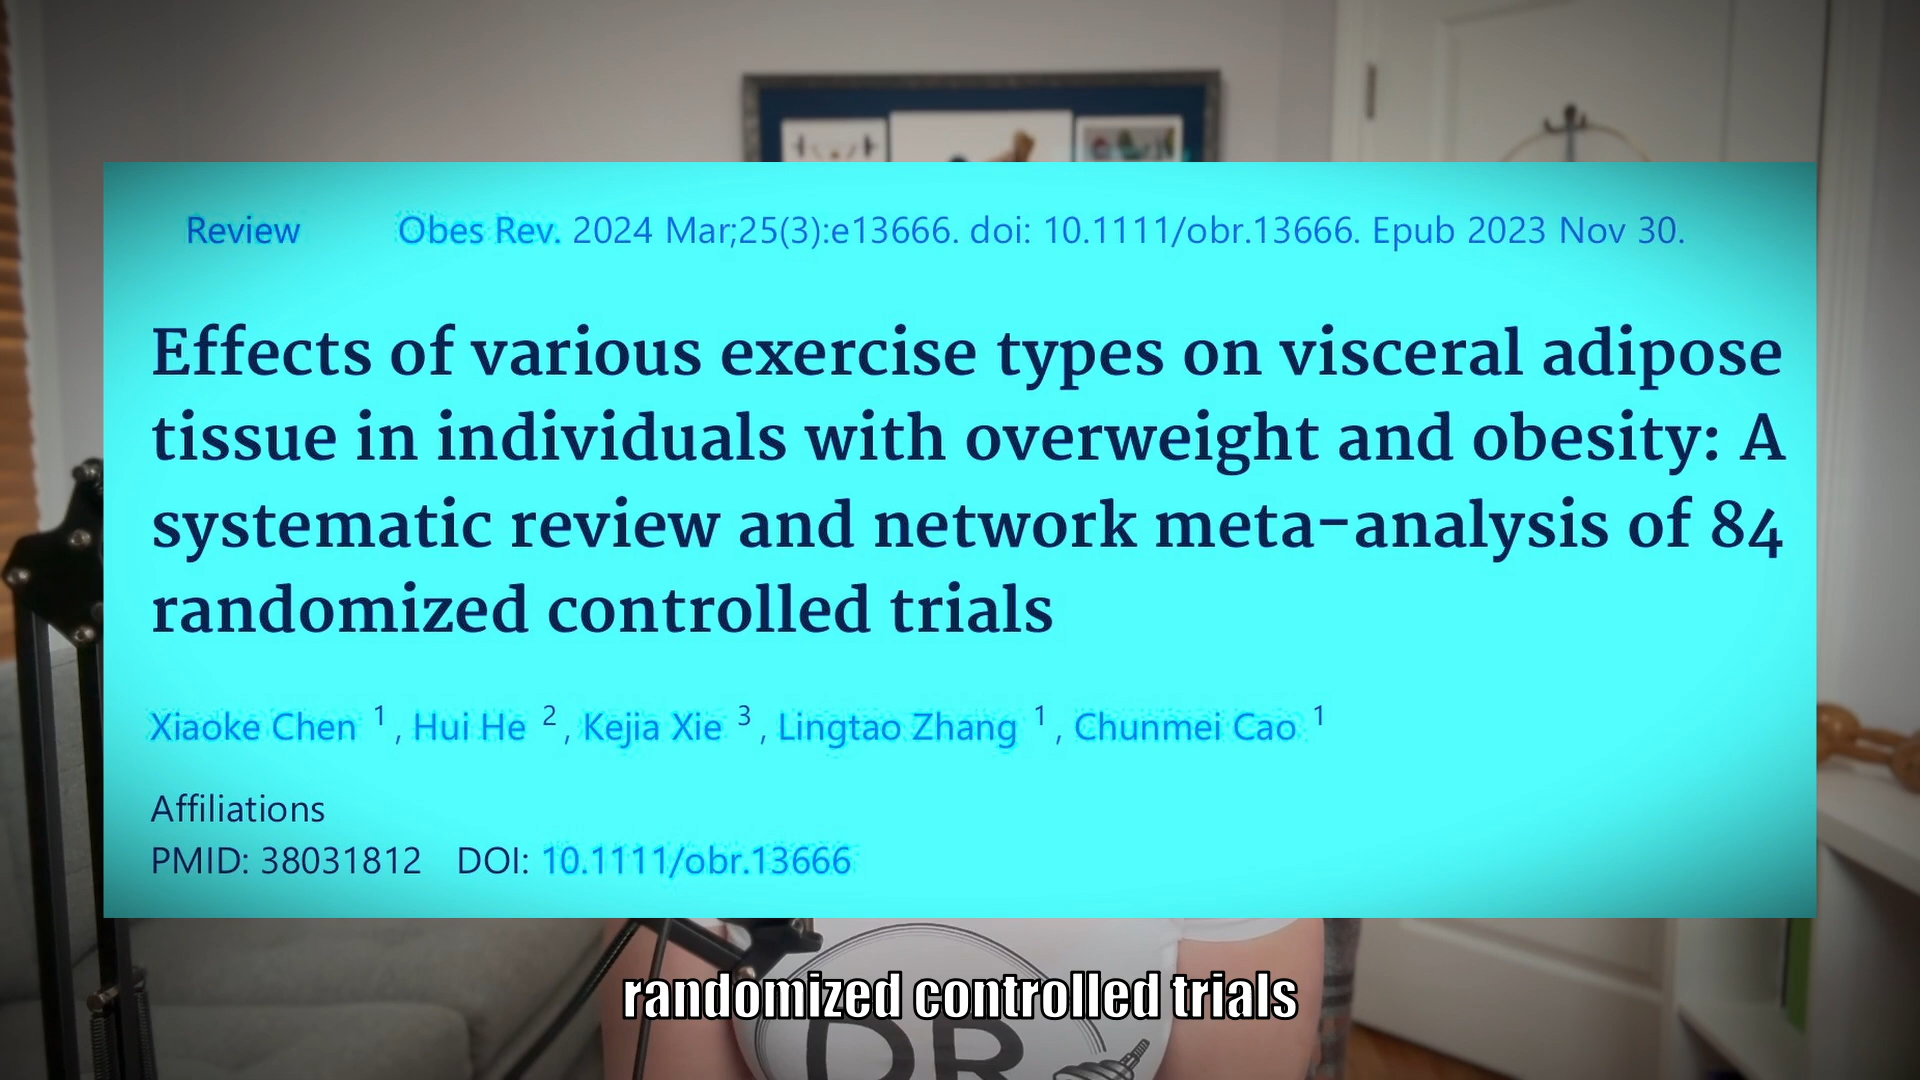 Review Obes Rev. 2024 Mar;25(3):e13666. doi: 10.1111/obr.13666. Epub 2023 Nov 30.
Effects of various exercise types on visceral adipose
tissue in individuals with overweight and obesity: A
systematic review and network meta-analysis of 84
randomized controlled trials
Xiaoke Chen 1, Hui He 2, Kejia Xie 3, Lingtao Zhang 1, Chunmei Cao 1
Affiliations
PMID: 38031812 DOI: 10.1111/obr.13666
randomized controlled trials
DR